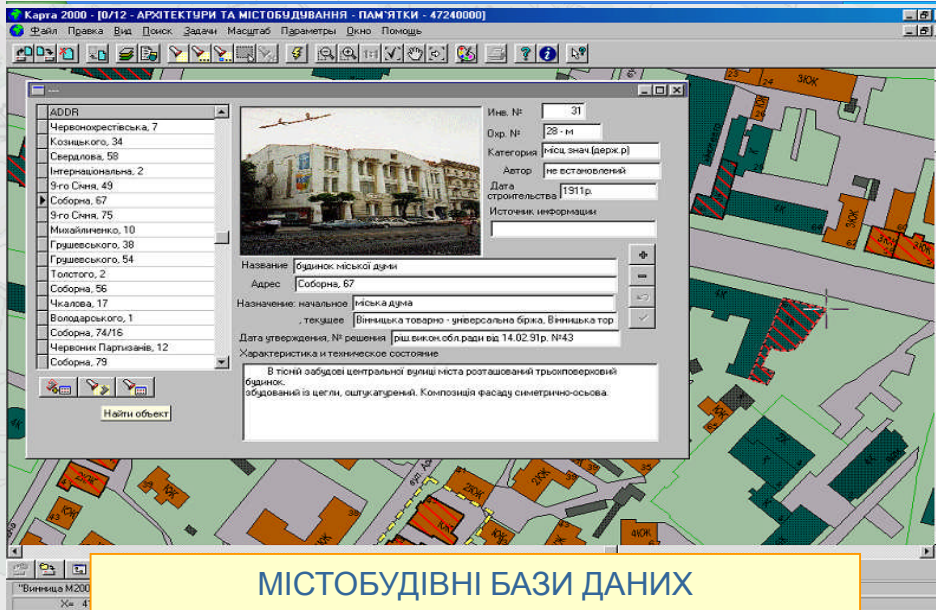 Карта 2000 - [0/12 - АРХІТЕКТУРИ ТА МІСТОБУДУВАННЯ - ПАМ'ЯТКИ - 47240000]
Файл Правка Вид Поиск Задачи Масштаб Параметры Окно Помощь
ADDR
Червонохрестівська, 7
Козицького, 34
Свердлова, 58
Інтернаціональна, 2
9-го Січня, 49
Соборна, 67
9-го Січня, 75
Михайличенко, 10
Грушевського, 38
Грушевського, 54
Толстого, 2
Соборна, 56
Чкалова, 17
Володарського, 1
Соборна, 74/16
Червоних Партизанів, 12
Соборна, 79
Найти объект
Инв. № 31
Охр. № 28 - м
Категория місц.знач.(держ.р)
Автор не встановлений
Дата строительства 1911р.
Источник информации
Название будинок міської думи
Адрес Соборна, 67
Назначение: начальное міська дума
, текущее Вінницька товарно - універсальна біржа, Вінницька тор
Дата утверждения, № решения ріш.викон.обл.ради від 14.02.91р. №43
Характеристика и техническое состояние
В тісній забудові центральної вулиці міста розташований трьохповерховий
будинок.
збудований із цегли, оштукатурений. Композиція фасаду симетрично-осьова.
МІСТОБУДІВНІ БАЗИ ДАНИХ